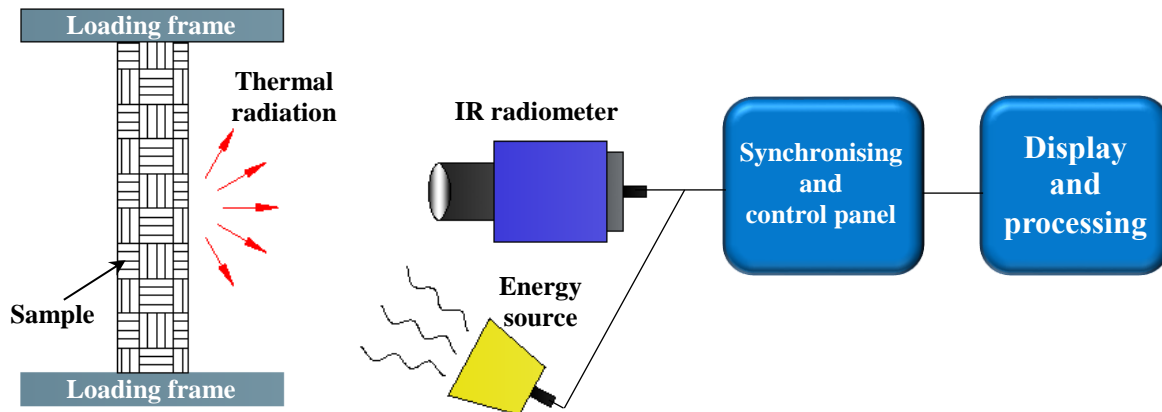 Loading frame
Thermal
radiation
Sample
Loading frame
IR radiometer
Energy
source
Synchronising
and
control panel
Display
and
processing